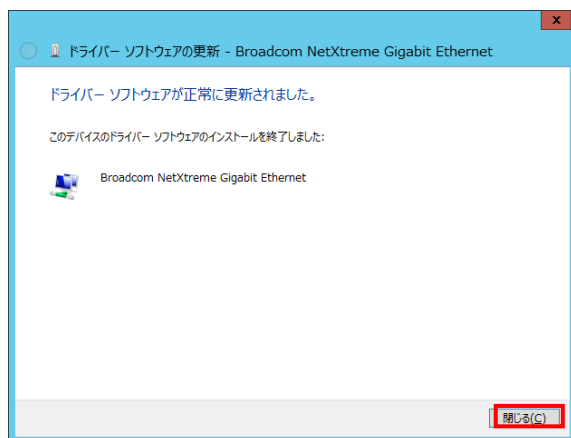 x
ドライバー ソフトウェアの更新 - Broadcom NetXtreme Gigabit Ethernet
ドライバー ソフトウェアが正常に更新されました。
このデバイスのドライバー ソフトウェアのインストールを終了しました:
Broadcom NetXtreme Gigabit Ethernet
閉じる(C)